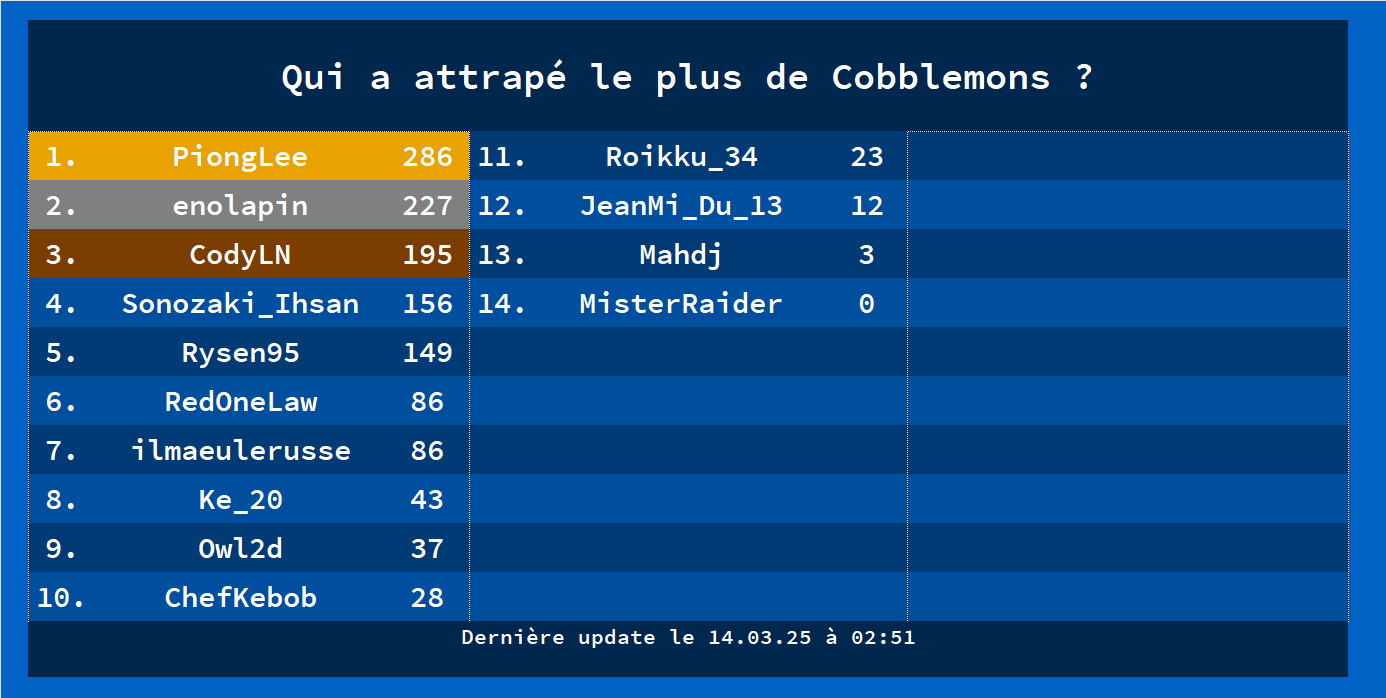 Qui a attrapé le plus de Cobblemons ?
1. PiongLee 286
2. enolapin 227
3. CodyLN 195
4. Sonozaki_Ihsan 156
5. Rysen95 149
6. RedOneLaw 86
7. ilmaeulerusse 86
8. Ke_20 43
9. Owl2d 37
10. ChefKebob 28
11. Roikku_34 23
12. JeanMi_Du_13 12
13. Mahdj 3
14. MisterRaider 0
Dernière update le 14.03.25 à 02:51